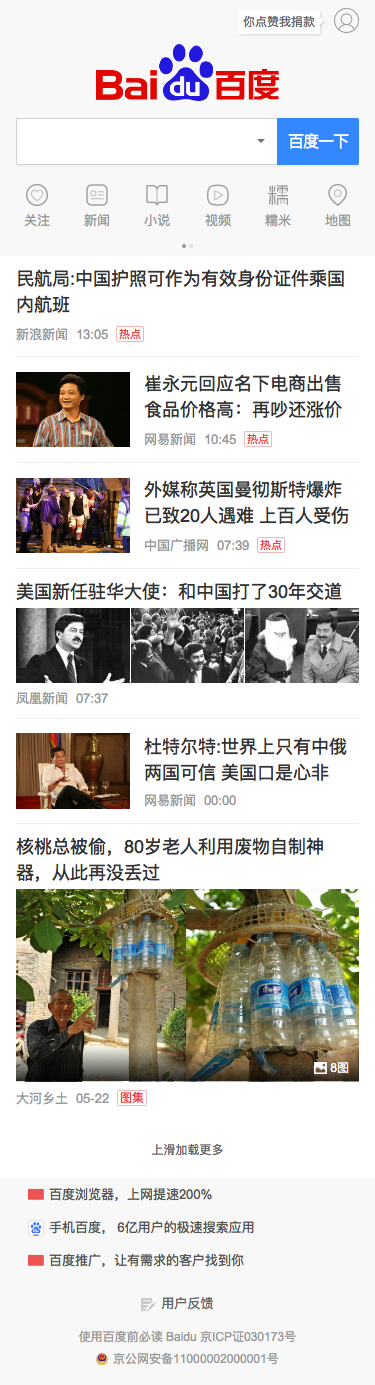 你点赞我捐款
Bai du 百度
百度一下
关注 新闻 小说 视频 糯米 地图
民航局:中国护照可作为有效身份证件乘国
内航班
新浪新闻 13:05 热点
崔永元回应名下电商出售
食品价格高：再吵还涨价
网易新闻 10:45 热点
外媒称英国曼彻斯特爆炸
已致20人遇难 上百人受伤
中国广播网 07:39 热点
美国新任驻华大使：和中国打了30年交道
凤凰新闻 07:37
杜特尔特:世界上只有中俄
两国可信 美国口是心非
网易新闻 00:00
核桃总被偷，80岁老人利用废物自制神
器，从此再没丢过
8图
大河乡土 05-22 图集
上滑加载更多
百度浏览器，上网提速200%
手机百度， 6亿用户的极速搜索应用
百度推广，让有需求的客户找到你
用户反馈
使用百度前必读 Baidu 京ICP证030173号
京公网安备11000002000001号